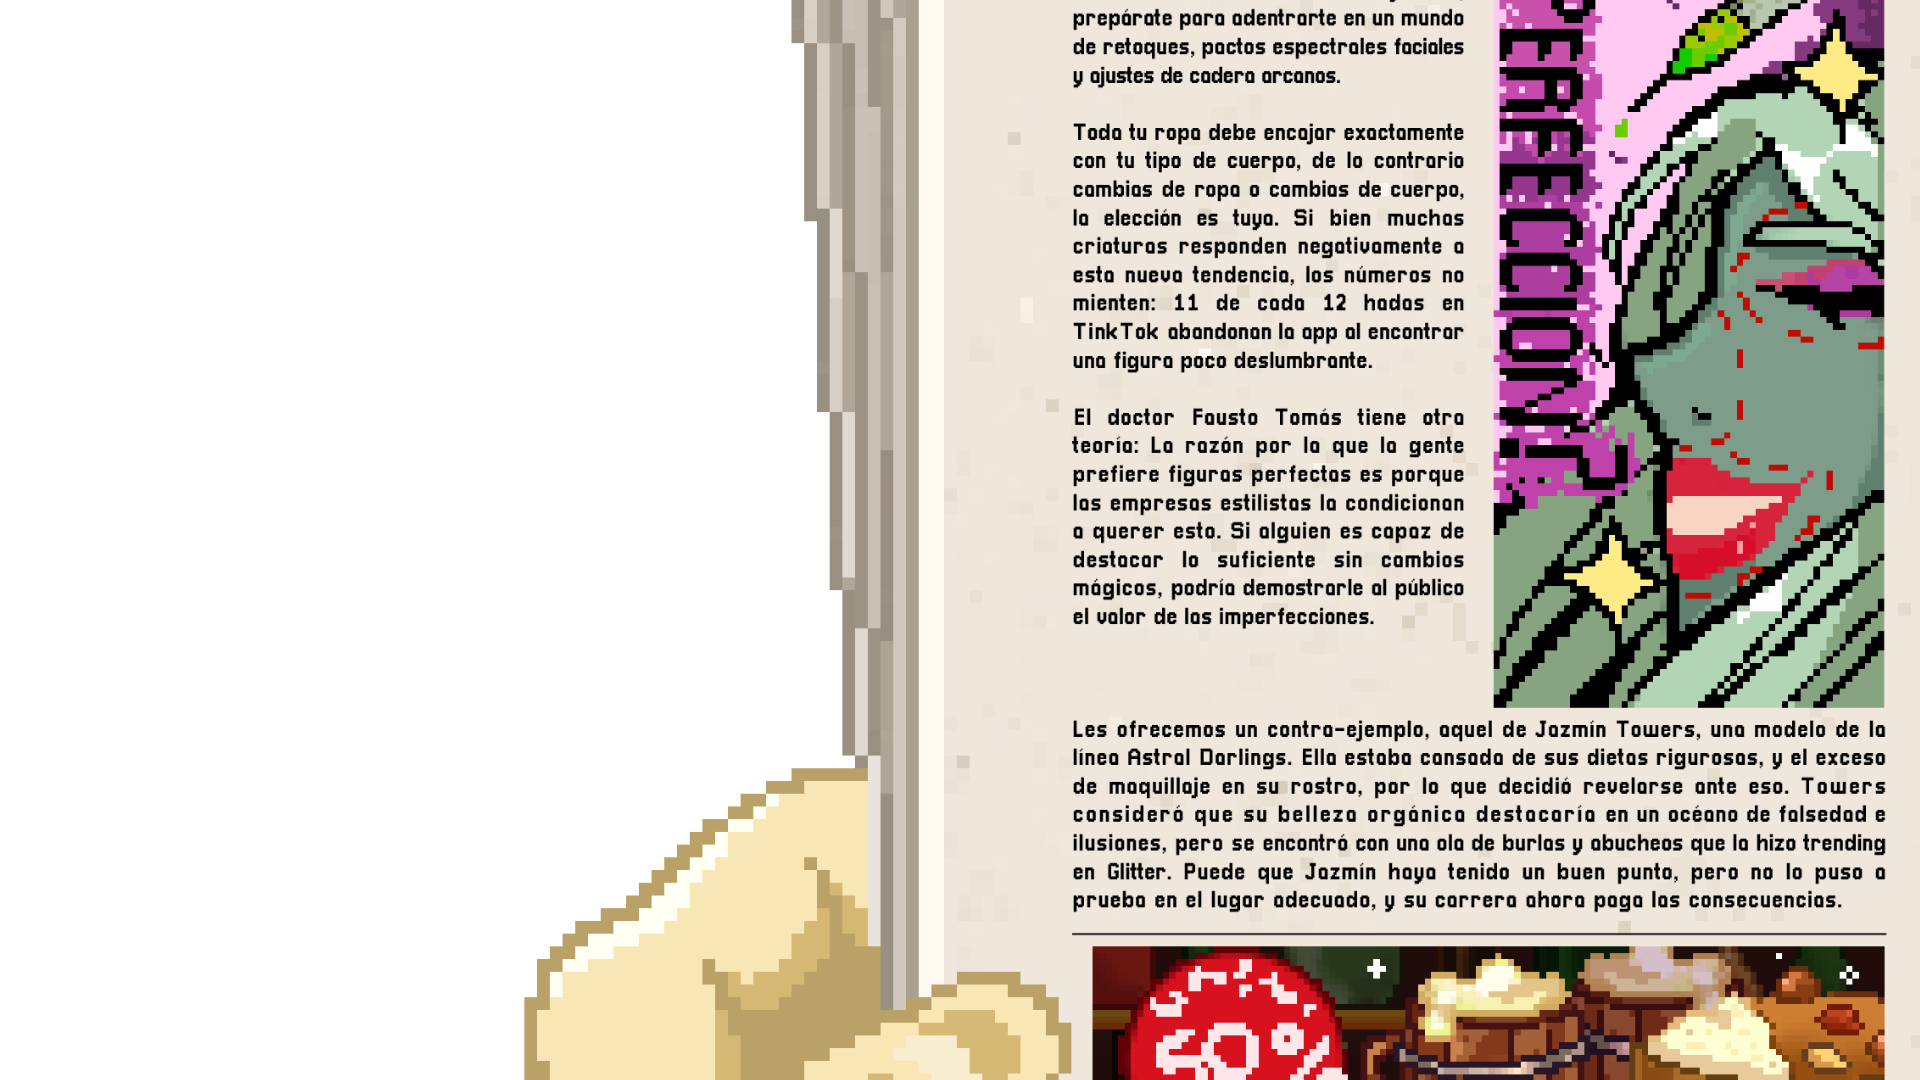 prepárate para adentrarte en un mundo
de retoques, pactos espectrales faciales
y ajustes de cadera arcanos.
Toda tu ropa debe encajar exactamente
con tu tipo de cuerpo, de lo contrario
cambias de ropa o cambias de cuerpo,
la elección es tuya. Si bien muchas
criaturas responden negativamente a
esta nueva tendencia, los números no
mienten: 11 de cada 12 hadas en
TinkTok abandonan la app al encontrar
una figura poco deslumbrante.
El doctor Fausto Tomás tiene otra
teoría: La razón por la que la gente
prefiere figuras perfectas es porque
las empresas estilistas la condicionan
a querer esto. Si alguien es capaz de
destacar lo suficiente sin cambios
mágicos, podría demostrarle al público
el valor de las imperfecciones.
PERFECCION?
Les ofrecemos un contra-ejemplo, aquel de Jazmín Towers, una modelo de la
línea Astral Darlings. Ella estaba cansada de sus dietas rigurosas, y el exceso
de maquillaje en su rostro, por lo que decidió revelarse ante eso. Towers
consideró que su belleza orgánica destacaría en un océano de falsedad e
ilusiones, pero se encontró con una ola de burlas y abucheos que la hizo trending
en Glitter. Puede que Jazmín haya tenido un buen punto, pero no lo puso a
prueba en el lugar adecuado, y su carrera ahora paga las consecuencias.